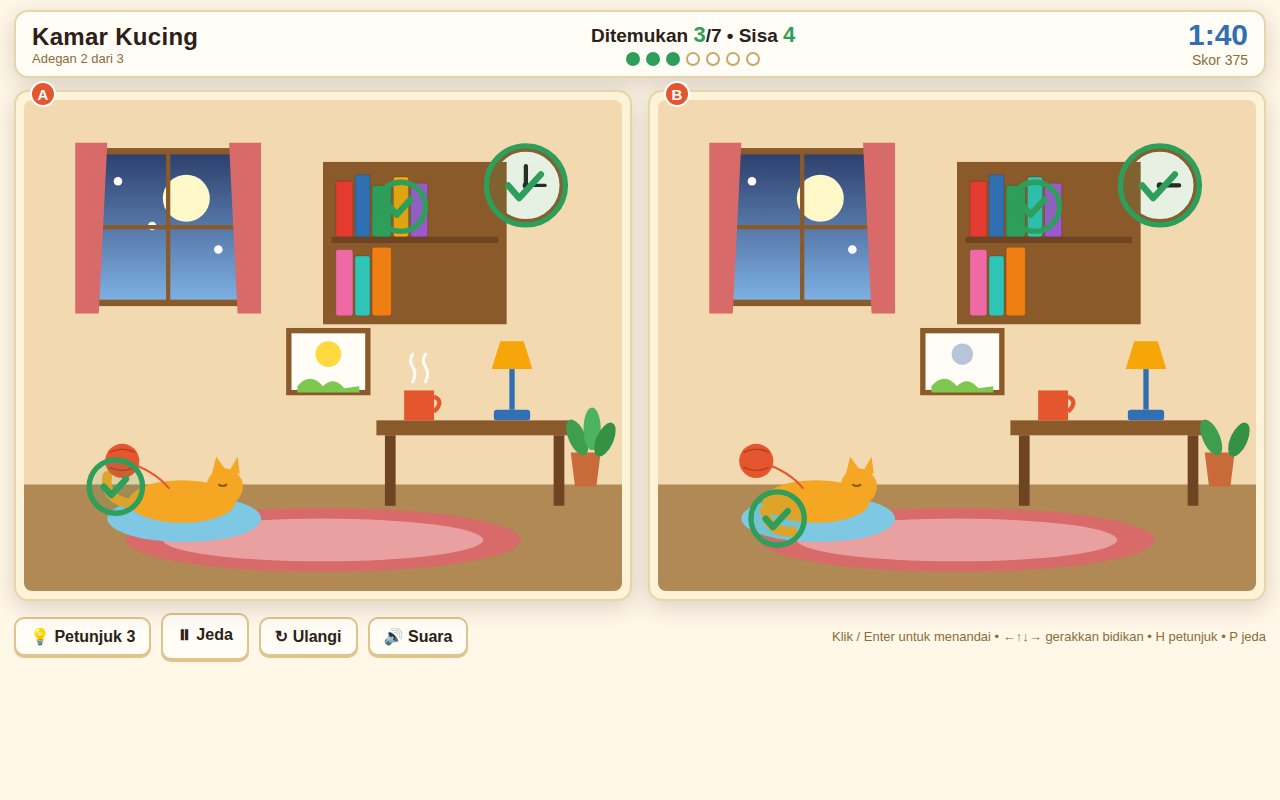 Kamar Kucing
Adegan 2 dari 3
Ditemukan 3/7 • Sisa 4
1:40
Skor 375
A
B
💡 Petunjuk 3
⏸ Jeda
↻ Ulangi
🔊 Suara
Klik / Enter untuk menandai • ←↑↓→ gerakkan bidikan • H petunjuk • P jeda